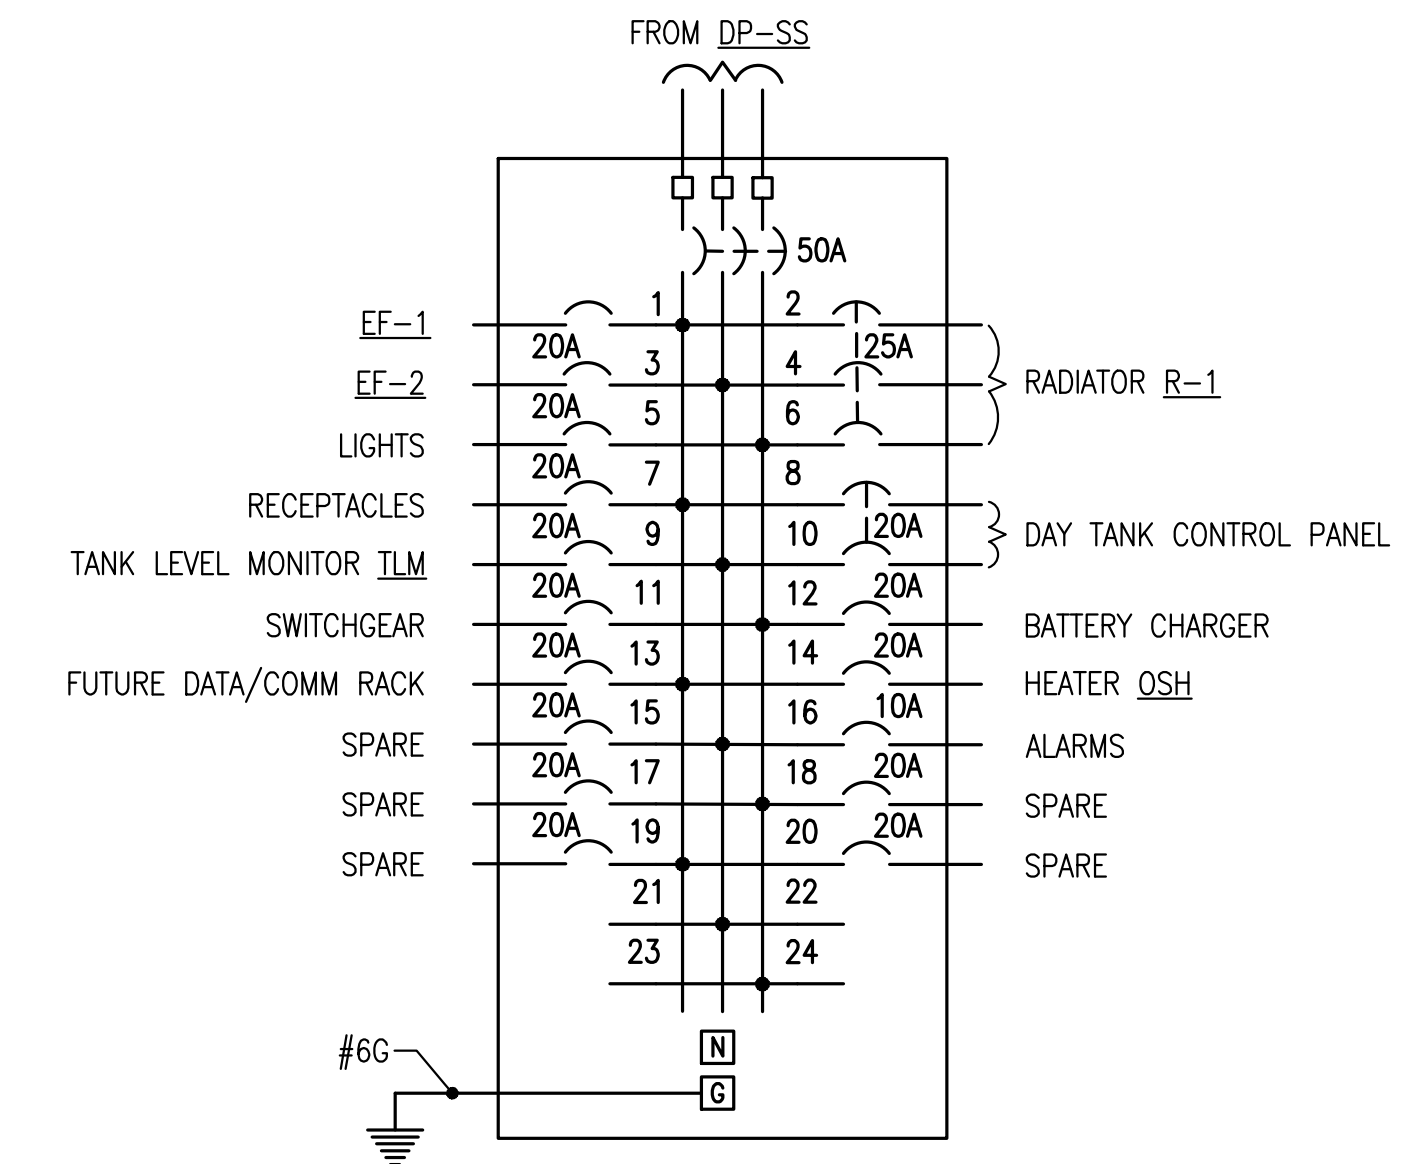 FROM DP-SS
50A
1 2
EF-1 20A 25A
3 4
EF-2 20A RADIATOR R-1
5 6
LIGHTS 20A
7 8
RECEPTACLES 20A 20A
9 10 DAY TANK CONTROL PANEL
TANK LEVEL MONITOR TLM 20A 20A
11 12
SWITCHGEAR 20A 20A BATTERY CHARGER
13 14
FUTURE DATA/COMM RACK 20A 10A HEATER OSH
15 16
SPARE 20A 20A ALARMS
17 18
SPARE 20A 20A SPARE
19 20
SPARE SPARE
21 22
23 24
N
#6G
G